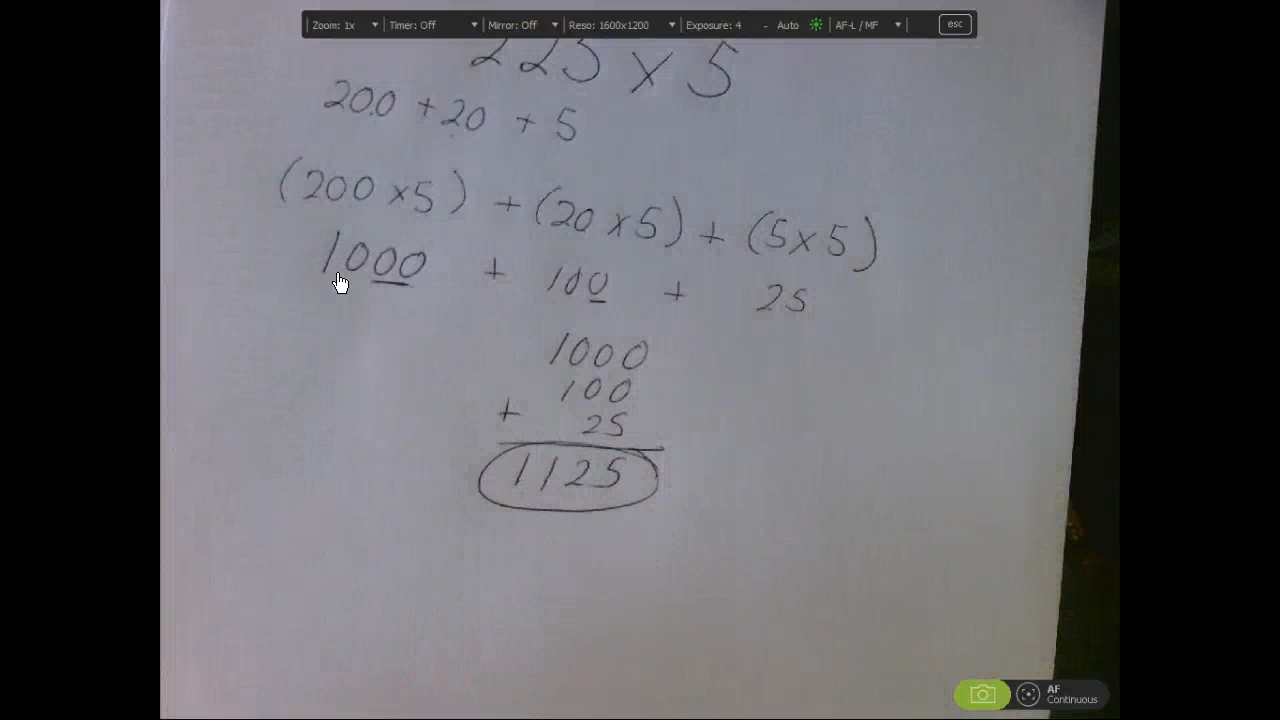 Zoom: 1x Timer: Off Mirror: Off Reso: 1600x1200 Exposure: 4 - Auto AF-L / MF esc
225 x 5
200 + 20 + 5
(200 x 5) + (20 x 5) + (5 x 5)
1000 + 100 + 25
1000
100
+ 25
1125
AF
Continuous